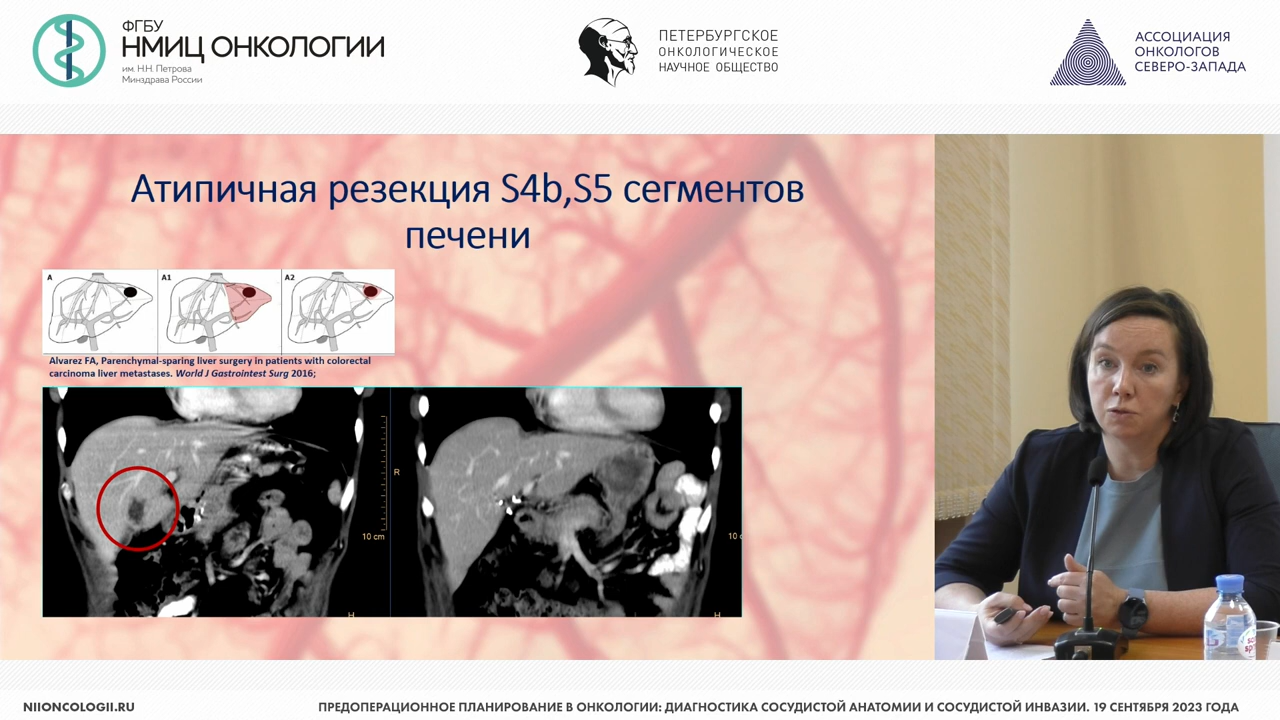 ФГБУ
НМИЦ ОНКОЛОГИИ
им. Н.Н. Петрова
Минздрава России
ПЕТЕРБУРГСКОЕ
ОНКОЛОГИЧЕСКОЕ
НАУЧНОЕ ОБЩЕСТВО
АССОЦИАЦИЯ
ОНКОЛОГОВ
СЕВЕРО-ЗАПАДА
Атипичная резекция S4b,S5 сегментов
печени
A A1 A2
Alvarez FA, Parenchymal-sparing liver surgery in patients with colorectal
carcinoma liver metastases. World J Gastrointest Surg 2016;
R
10 cm
10 c
H
H
NIIONCOLOGII.RU
ПРЕДОПЕРАЦИОННОЕ ПЛАНИРОВАНИЕ В ОНКОЛОГИИ: ДИАГНОСТИКА СОСУДИСТОЙ АНАТОМИИ И СОСУДИСТОЙ ИНВАЗИИ. 19 СЕНТЯБРЯ 2023 ГОДА